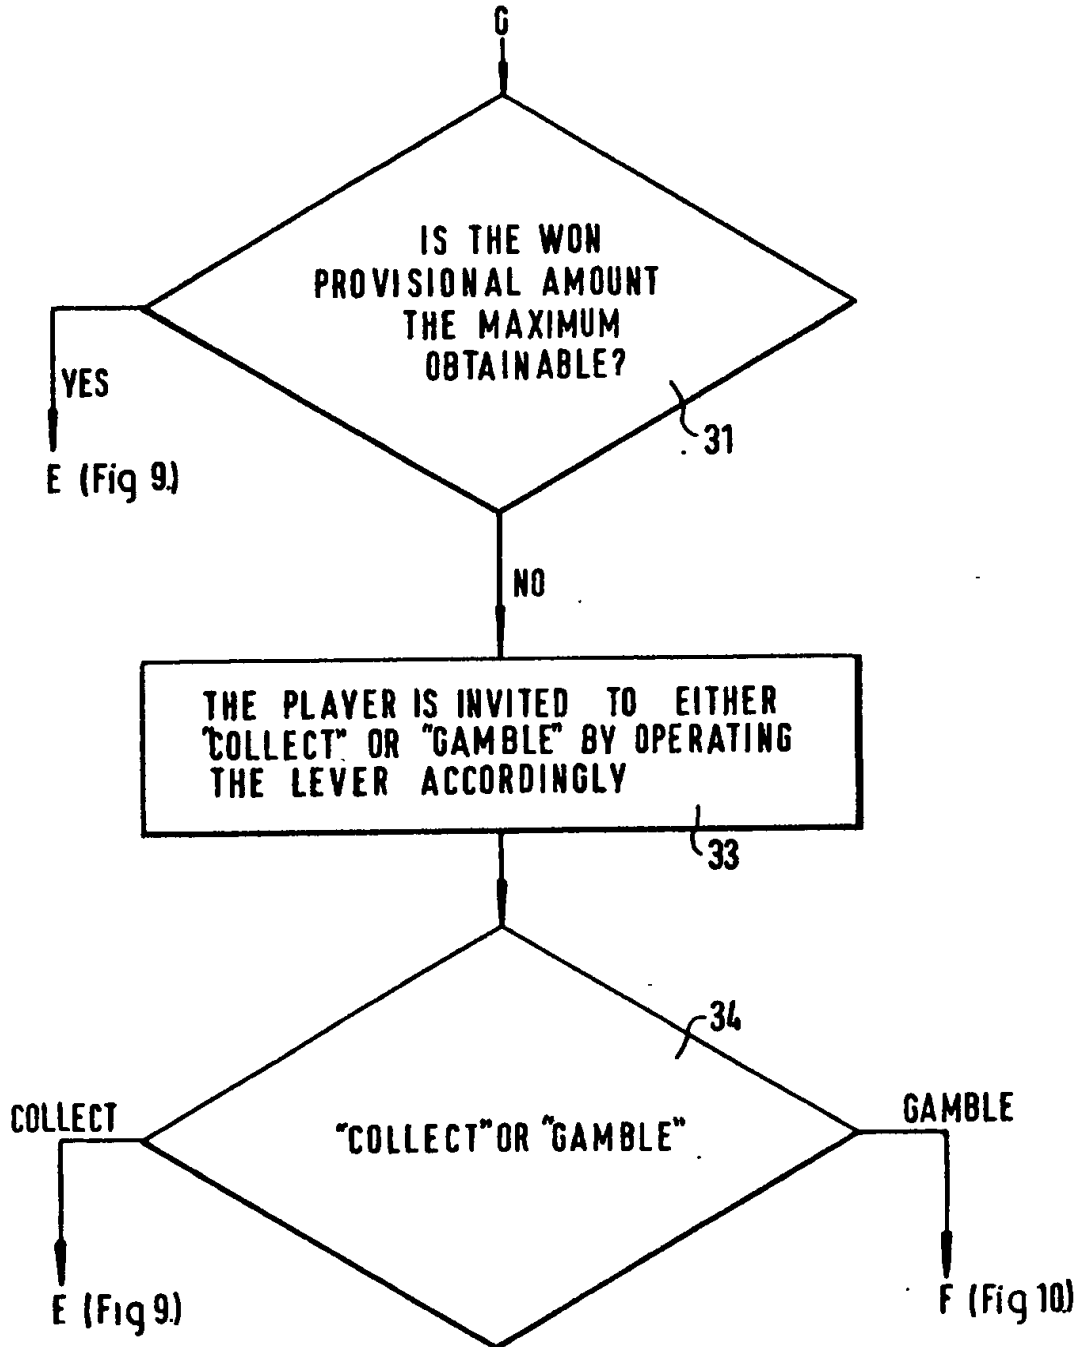 G
IS THE WON
PROVISIONAL AMOUNT
THE MAXIMUM
OBTAINABLE?
YES
31
E (Fig 9.)
NO
THE PLAYER IS INVITED TO EITHER
"COLLECT" OR "GAMBLE" BY OPERATING
THE LEVER ACCORDINGLY
33
34
COLLECT
GAMBLE
"COLLECT" OR "GAMBLE"
E (Fig 9.)
F (Fig 10.)